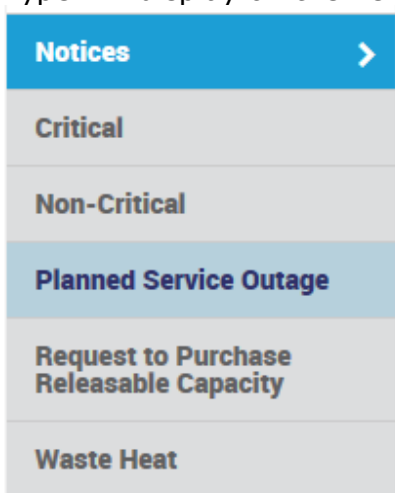 Notices
Critical
Non-Critical
Planned Service Outage
Request to Purchase
Releasable Capacity
Waste Heat